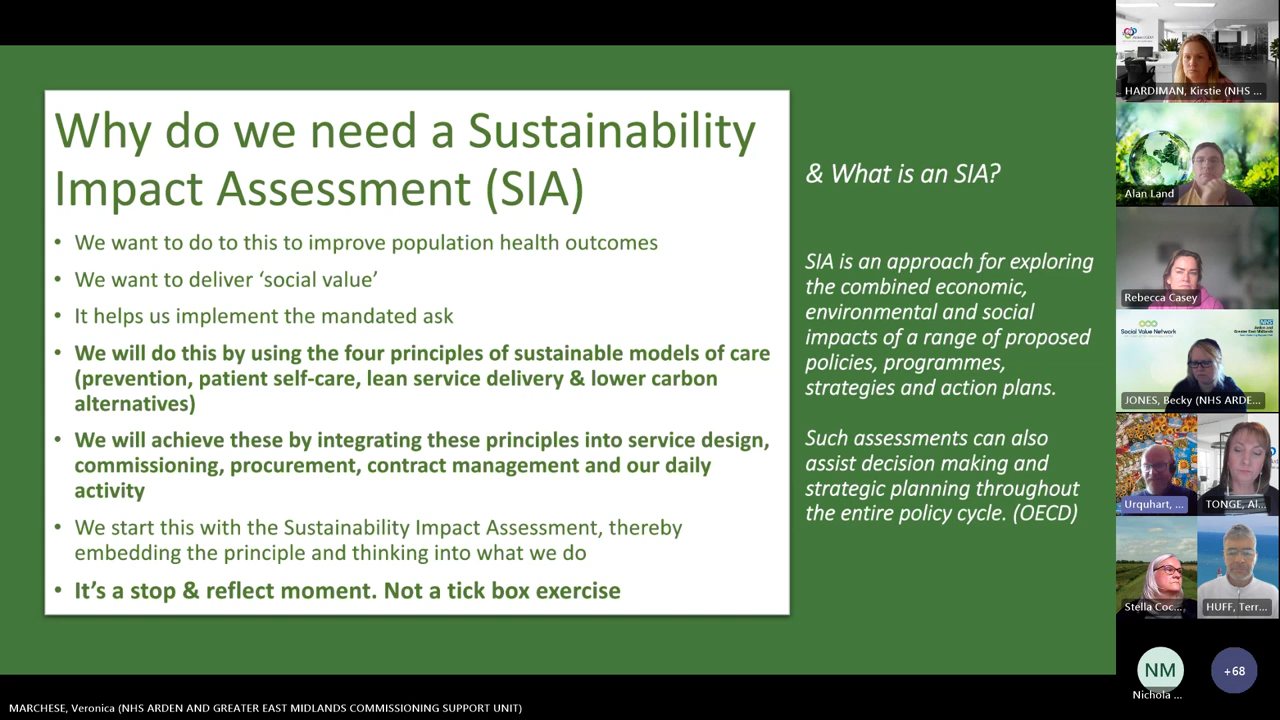 Why do we need a Sustainability
Impact Assessment (SIA)
• We want to do to this to improve population health outcomes
• We want to deliver ‘social value’
• It helps us implement the mandated ask
• We will do this by using the four principles of sustainable models of care
(prevention, patient self-care, lean service delivery & lower carbon
alternatives)
• We will achieve these by integrating these principles into service design,
commissioning, procurement, contract management and our daily
activity
• We start this with the Sustainability Impact Assessment, thereby
embedding the principle and thinking into what we do
• It’s a stop & reflect moment. Not a tick box exercise
& What is an SIA?
SIA is an approach for exploring
the combined economic,
environmental and social
impacts of a range of proposed
policies, programmes,
strategies and action plans.
Such assessments can also
assist decision making and
strategic planning throughout
the entire policy cycle. (OECD)
HARDIMAN, Kirstie (NHS ...
Alan Land
Rebecca Casey
Social Value Network
NHS
Arden and
Greater East Midlands
JONES, Becky (NHS ARDE...
Urquhart, ...
TONGE, Al...
Stella Coc...
HUFF, Terr...
NM
Nichola ...
+68
MARCHESE, Veronica (NHS ARDEN AND GREATER EAST MIDLANDS COMMISSIONING SUPPORT UNIT)